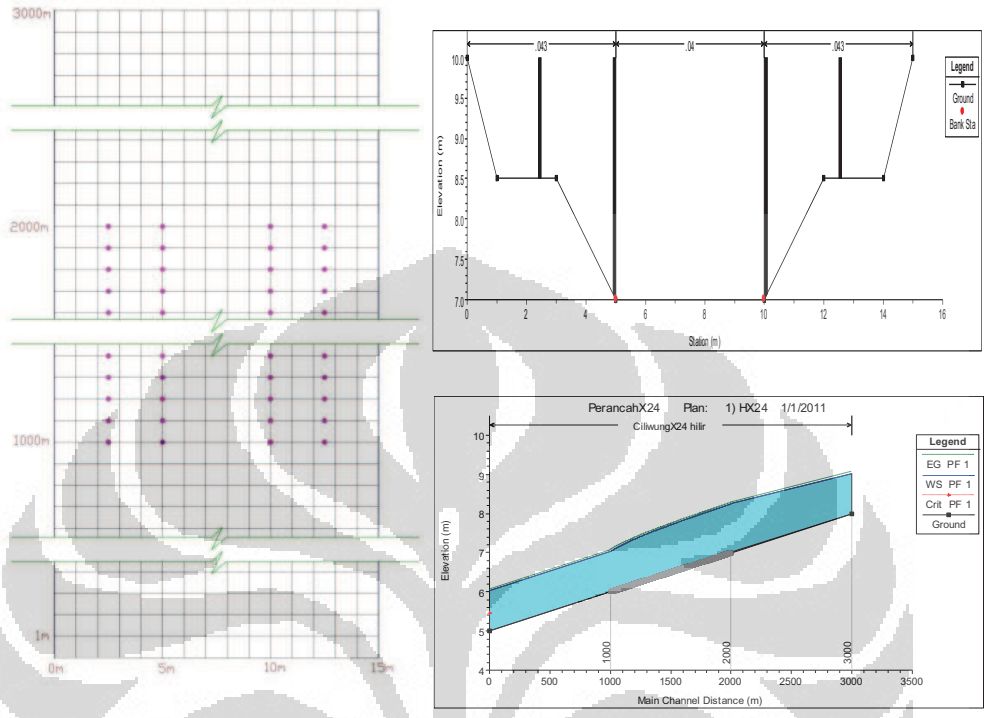 3000m
2000m
1000m
1m
0m 5m 10m 15m
.043 .04 .043
Elevation (m)
10.0
9.5
9.0
8.5
8.0
7.5
7.0
0 2 4 6 8 10 12 14 16
Station (m)
Legend
Ground
Bank Sta
PerancahX24 Plan: 1) HX24 1/1/2011
CiliwungX24 hilir
Elevation (m)
10
9
8
7
6
5
4
1000
2000
3000
0 500 1000 1500 2000 2500 3000 3500
Main Channel Distance (m)
Legend
EG PF 1
WS PF 1
Crit PF 1
Ground